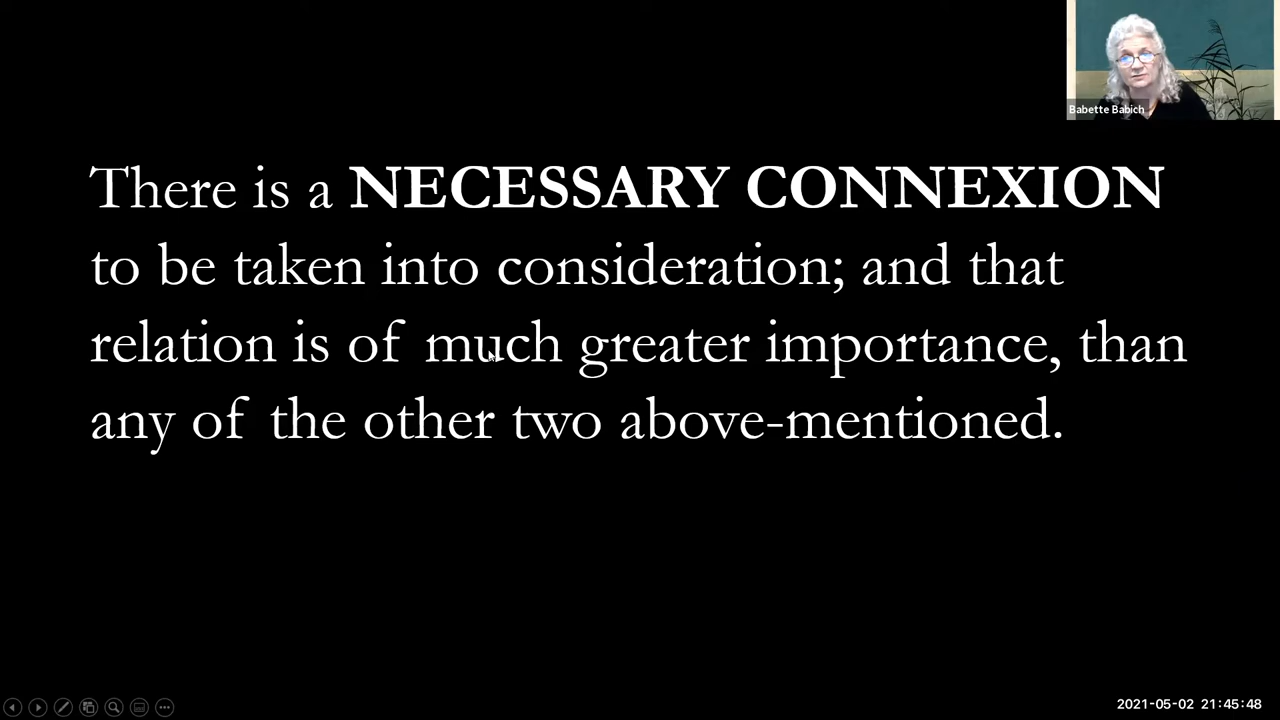 Babette Babich
There is a NECESSARY CONNEXION
to be taken into consideration; and that
relation is of much greater importance, than
any of the other two above-mentioned.
2021-05-02 21:45:48